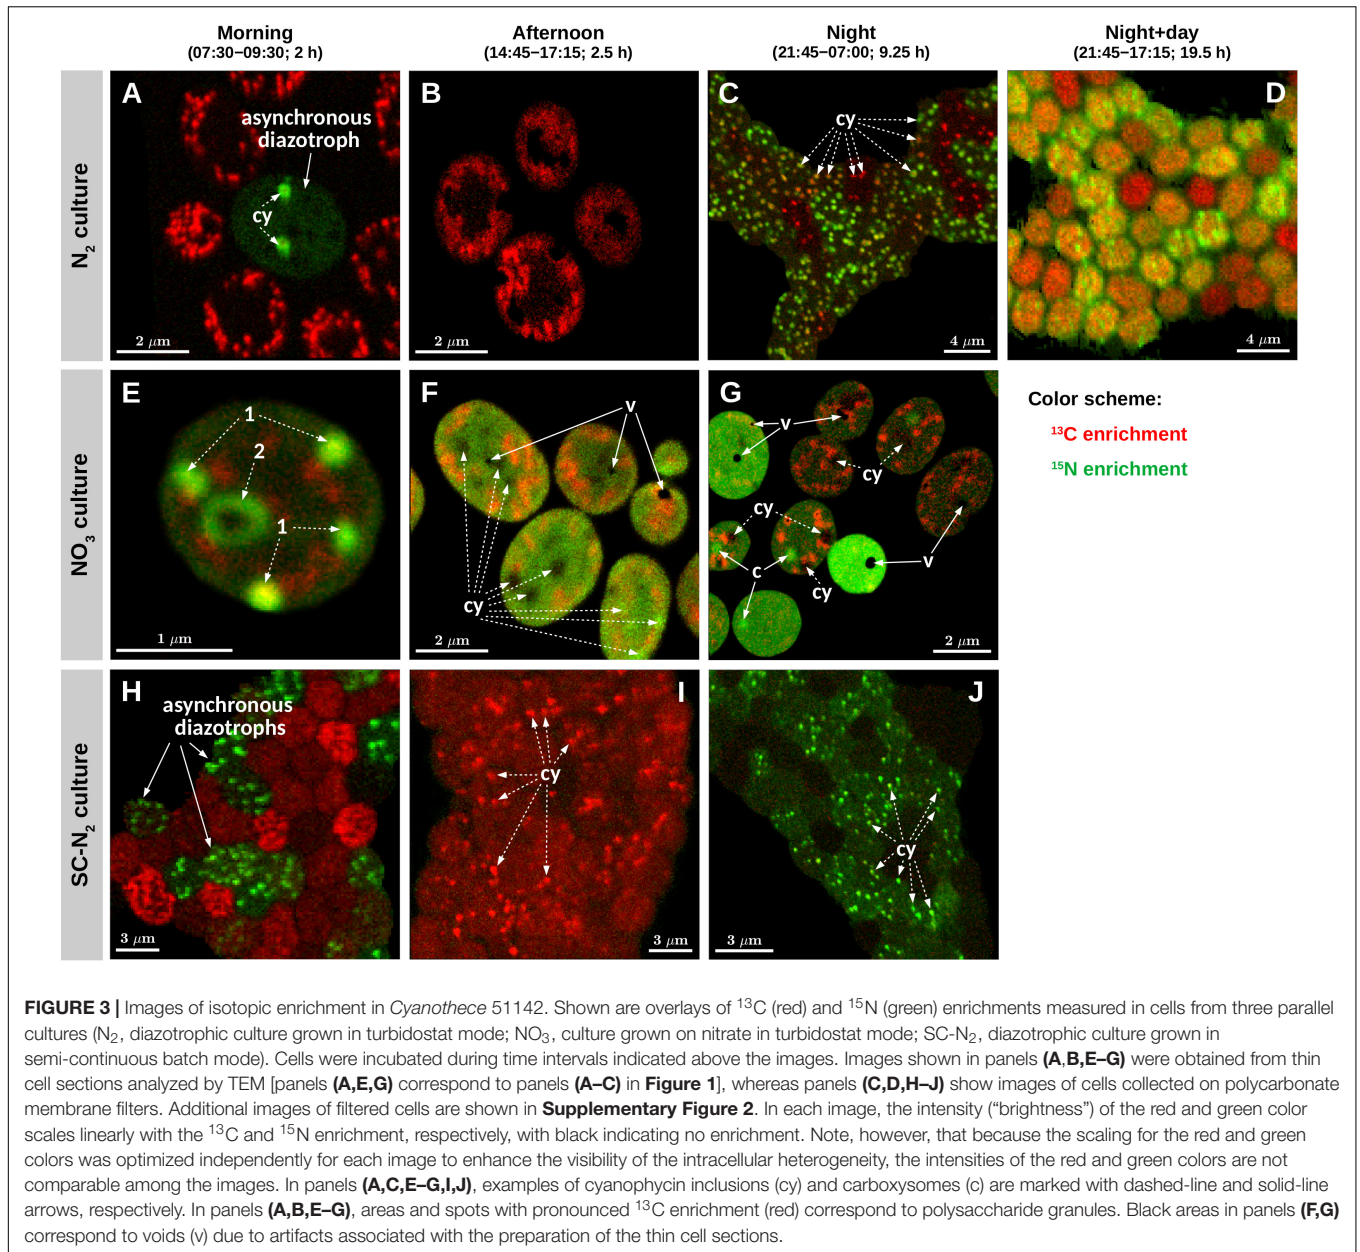 Morning
(07:30−09:30; 2 h)
Afternoon
(14:45−17:15; 2.5 h)
Night
(21:45−07:00; 9.25 h)
Night+day
(21:45−17:15; 19.5 h)
N2 culture
A
asynchronous
diazotroph
cy
2 μm
B
2 μm
C
cy
4 μm
D
4 μm
NO3 culture
E
1
2
1
1 μm
F
v
cy
2 μm
G
v
cy
cy
c
cy
v
2 μm
Color scheme:
13C enrichment
15N enrichment
SC-N2 culture
H
asynchronous
diazotrophs
3 μm
I
cy
3 μm
J
cy
3 μm
FIGURE 3 | Images of isotopic enrichment in Cyanothece 51142. Shown are overlays of 13C (red) and 15N (green) enrichments measured in cells from three parallel
cultures (N2, diazotrophic culture grown in turbidostat mode; NO3, culture grown on nitrate in turbidostat mode; SC-N2, diazotrophic culture grown in
semi-continuous batch mode). Cells were incubated during time intervals indicated above the images. Images shown in panels (A,B,E–G) were obtained from thin
cell sections analyzed by TEM [panels (A,E,G) correspond to panels (A–C) in Figure 1], whereas panels (C,D,H–J) show images of cells collected on polycarbonate
membrane filters. Additional images of filtered cells are shown in Supplementary Figure 2. In each image, the intensity (“brightness”) of the red and green color
scales linearly with the 13C and 15N enrichment, respectively, with black indicating no enrichment. Note, however, that because the scaling for the red and green
colors was optimized independently for each image to enhance the visibility of the intracellular heterogeneity, the intensities of the red and green colors are not
comparable among the images. In panels (A,C,E–G,I,J), examples of cyanophycin inclusions (cy) and carboxysomes (c) are marked with dashed-line and solid-line
arrows, respectively. In panels (A,B,E–G), areas and spots with pronounced 13C enrichment (red) correspond to polysaccharide granules. Black areas in panels (F,G)
correspond to voids (v) due to artifacts associated with the preparation of the thin cell sections.